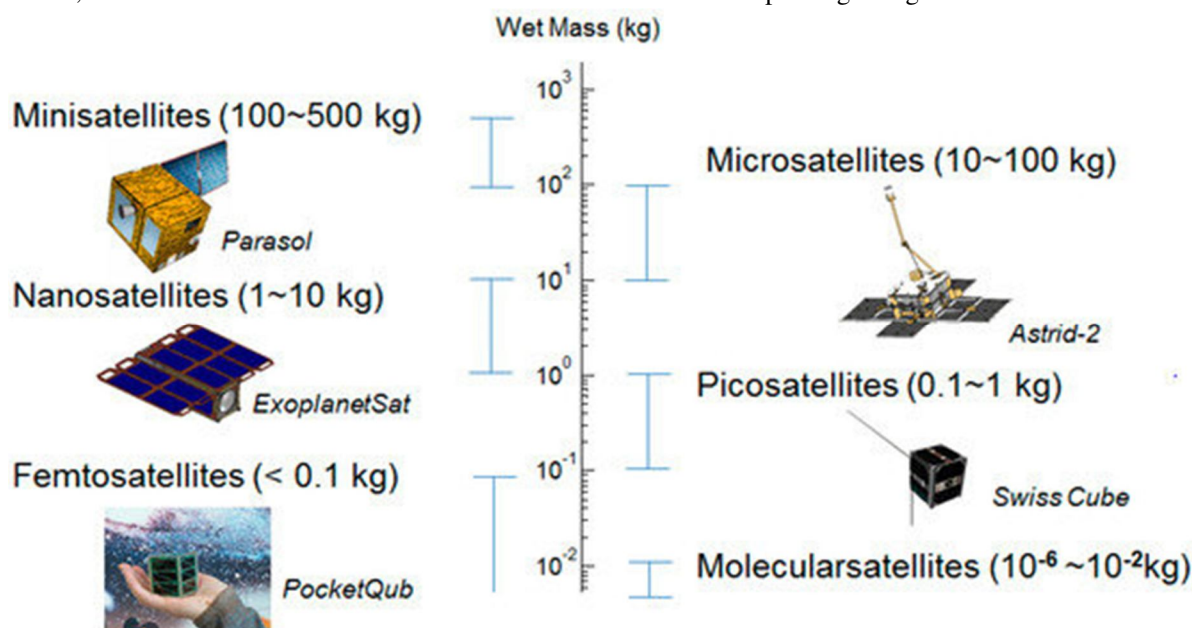 Wet Mass (kg)
10³
Minisatellites (100~500 kg)
Microsatellites (10~100 kg)
10²
Parasol
10¹
Nanosatellites (1~10 kg)
Astrid-2
10⁰
Picosatellites (0.1~1 kg)
ExoplanetSat
10⁻¹
Femtosatellites (< 0.1 kg)
Swiss Cube
10⁻²
Molecularsatellites (10⁻⁶ ~10⁻²kg)
PocketQub